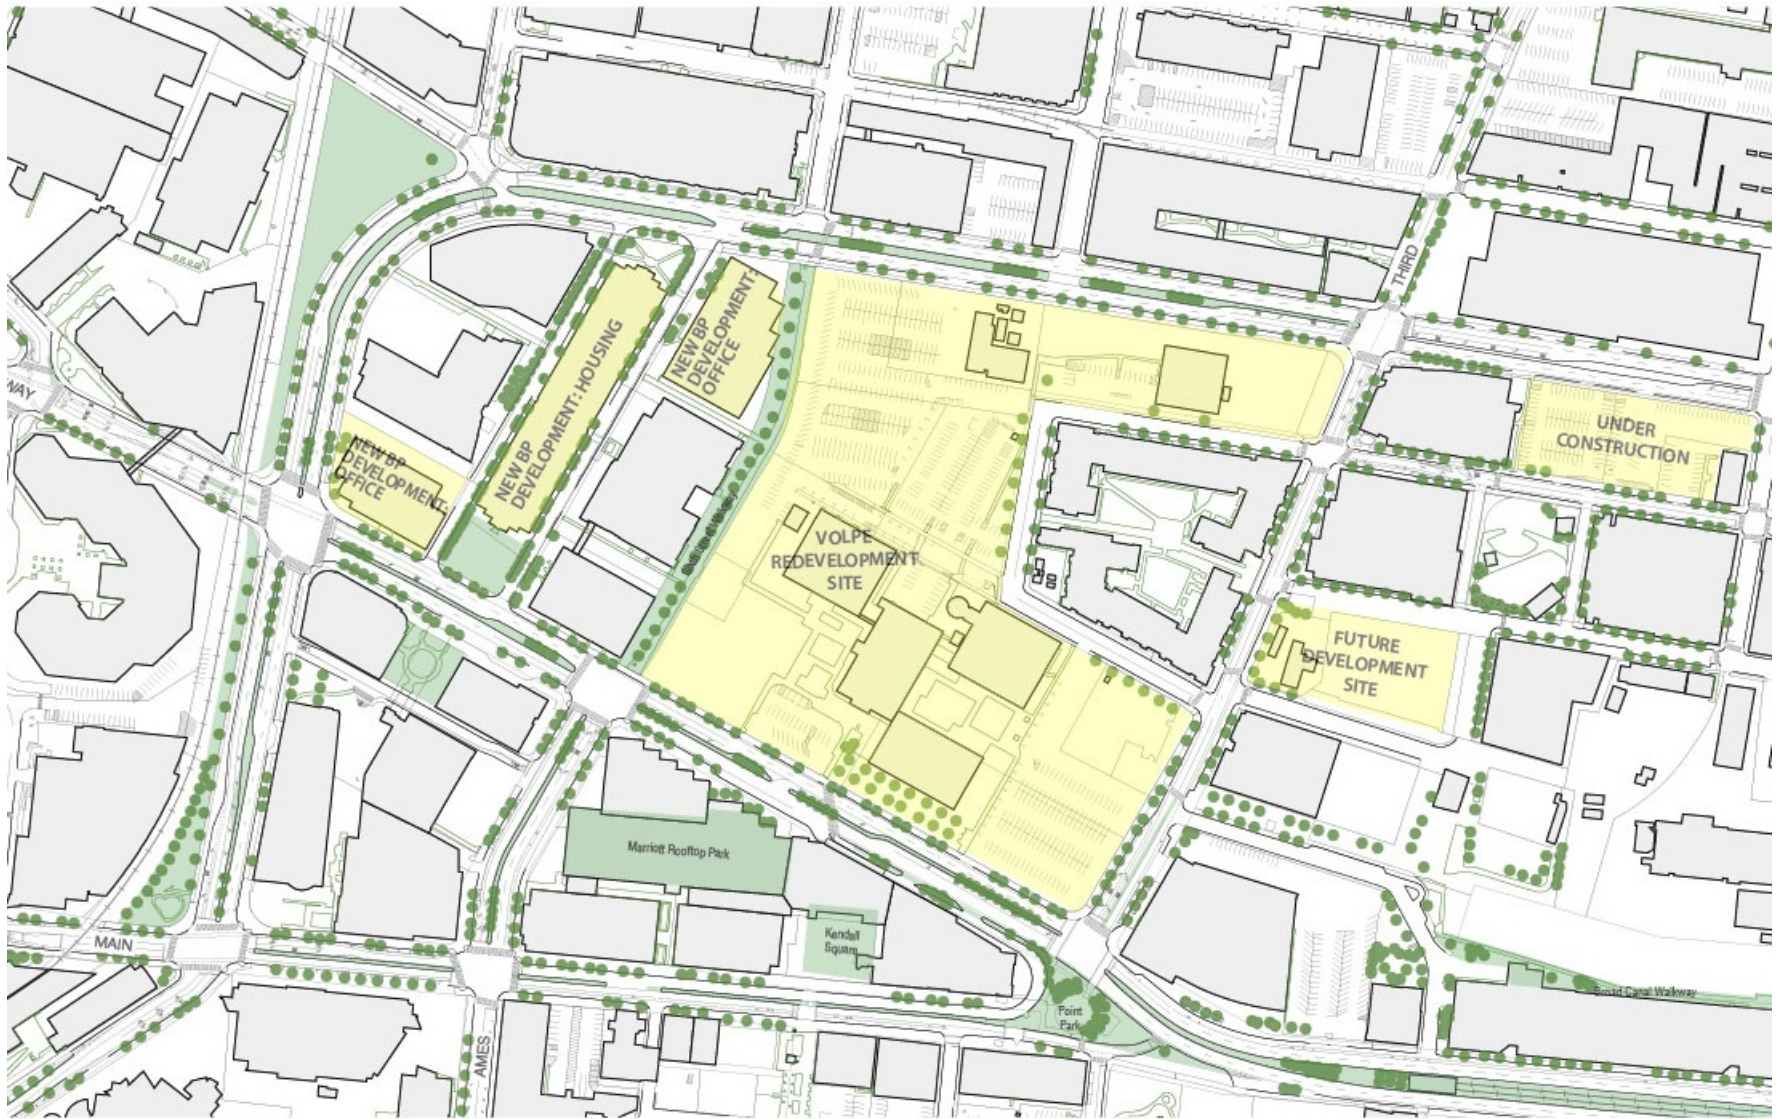 THIRD
NEW BP
DEVELOPMENT:
OFFICE
NEW BP
DEVELOPMENT: HOUSING
WAY
UNDER
CONSTRUCTION
NEW BP
DEVELOPMENT:
OFFICE
VOLPE
REDEVELOPMENT
SITE
FUTURE
DEVELOPMENT
SITE
Marriott Rooftop Park
MAIN
Kendall
Square
Broad Canal Walkway
Point
Park
AMES